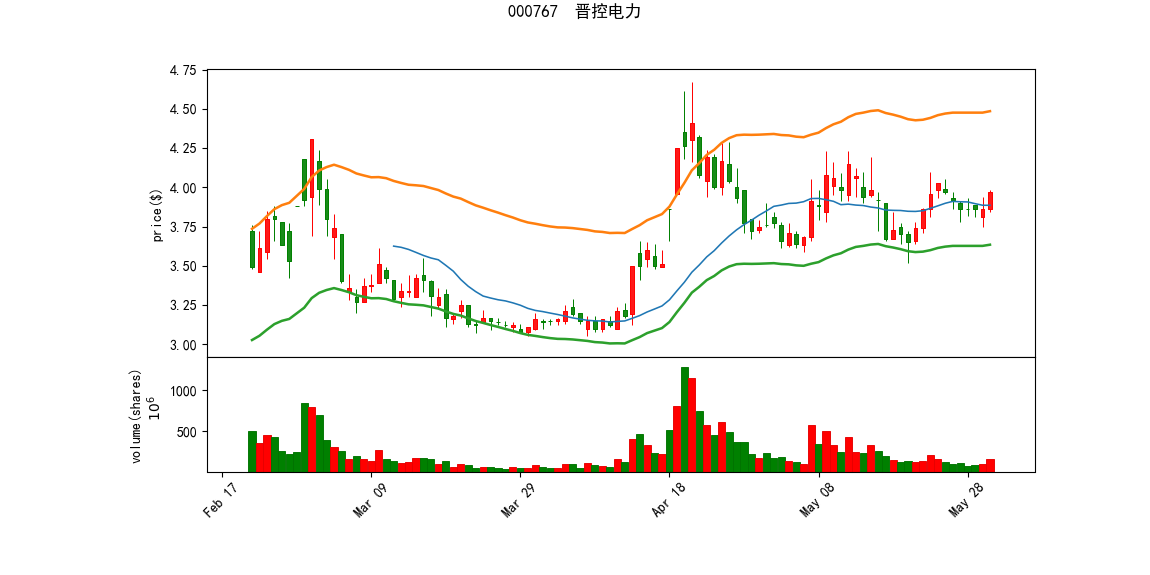 000767 晋控电力
4.75
4.50
4.25
4.00
3.75
3.50
3.25
3.00
price($)
1000
500
volume(shares)
10^6
Feb 17
Mar 09
Mar 29
Apr 18
May 08
May 28